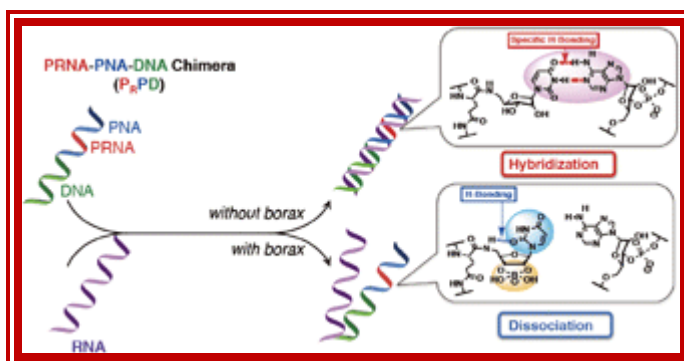 PRNA-PNA-DNA Chimera
(PRPD)
PNA
PRNA
DNA
without borax
with borax
RNA
Specific H-Bonding
Hybridization
H-Bonding
Dissociation